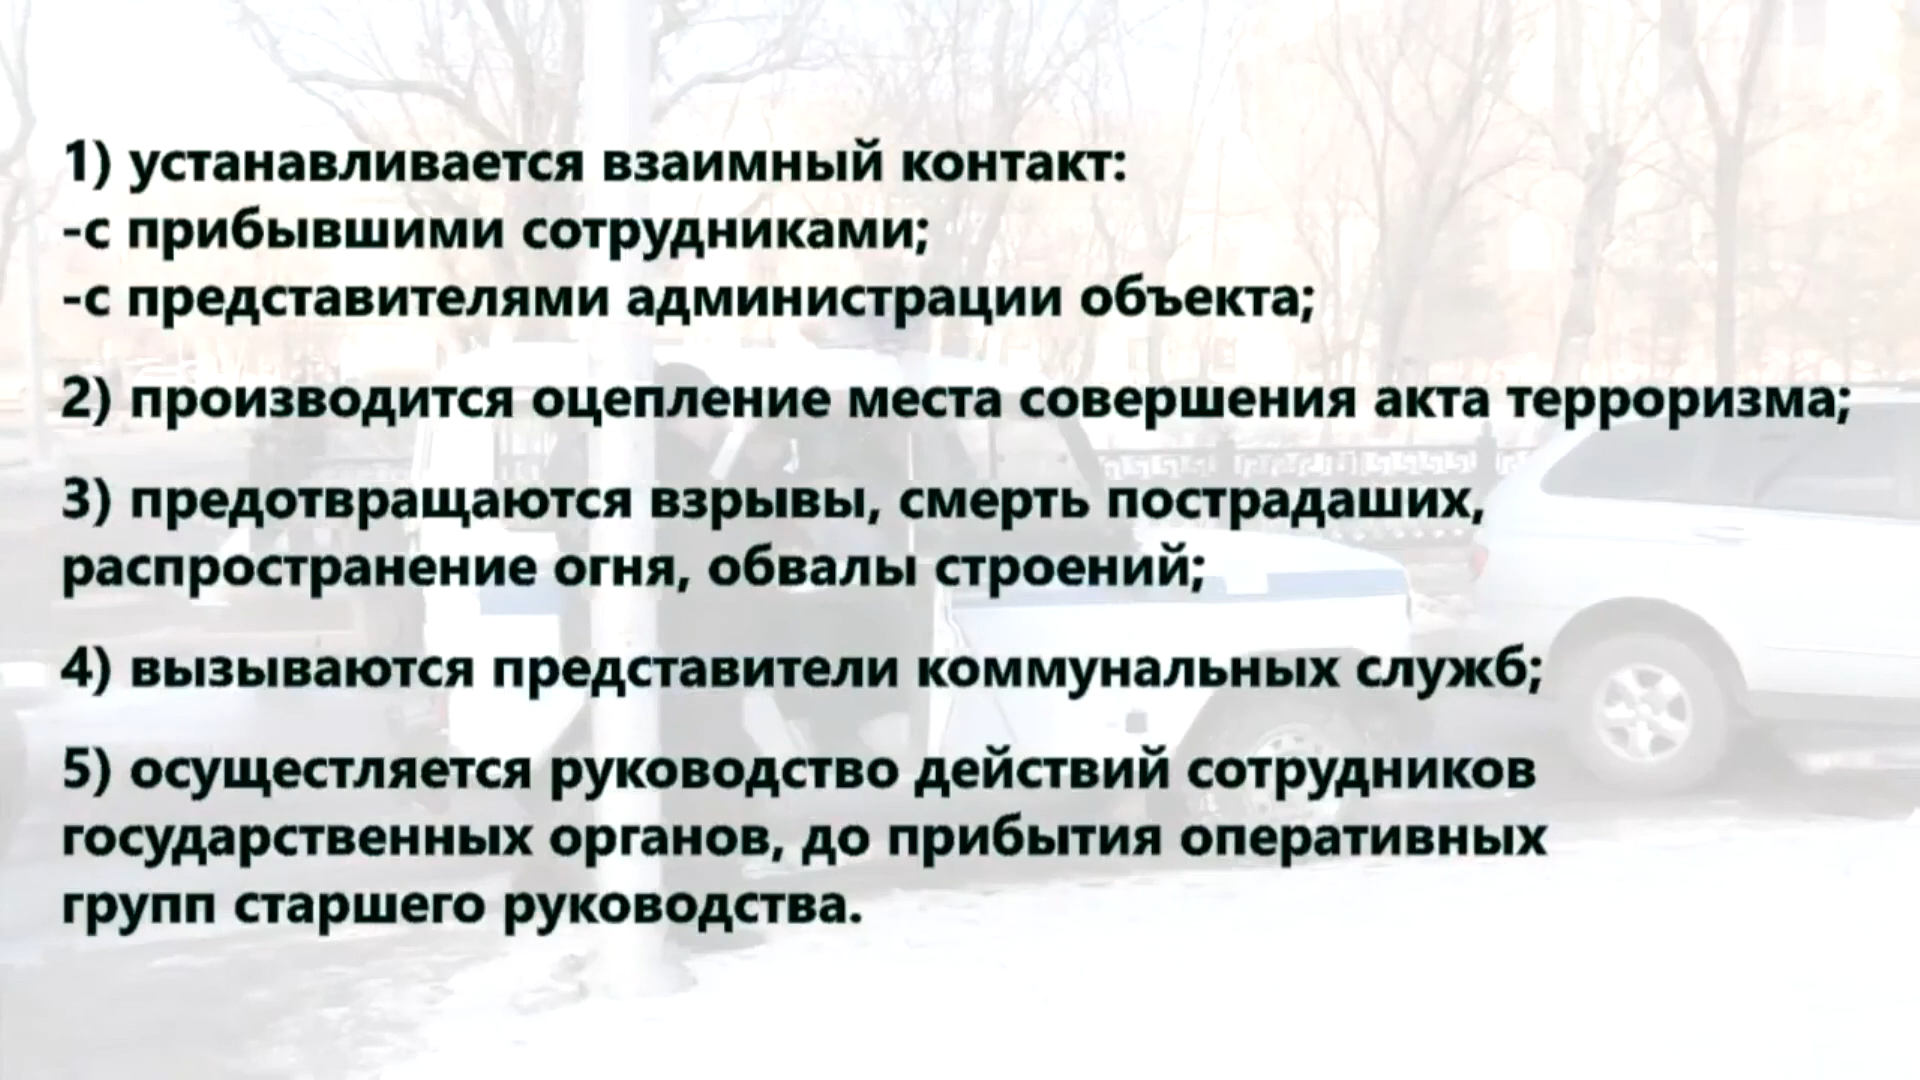 1) устанавливается взаимный контакт:
-с прибывшими сотрудниками;
-с представителями администрации объекта;
2) производится оцепление места совершения акта терроризма;
3) предотвращаются взрывы, смерть пострадаших,
распространение огня, обвалы строений;
4) вызываются представители коммунальных служб;
5) осущестляется руководство действий сотрудников
государственных органов, до прибытия оперативных
групп старшего руководства.